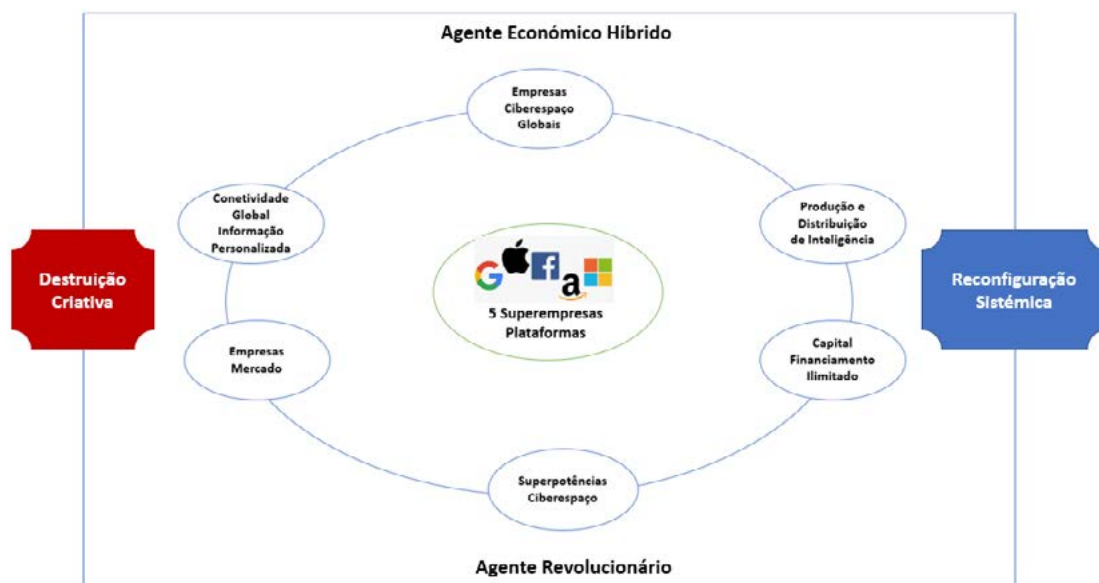 Agente Económico Híbrido
Empresas
Ciberespaço
Globais
Conetividade
Global
Informação
Personalizada
Produção e
Distribuição
de Inteligência
Destruição
Criativa
5 Superempresas
Plataformas
Reconfiguração
Sistémica
Empresas
Mercado
Capital
Financiamento
Ilimitado
Superpotências
Ciberespaço
Agente Revolucionário